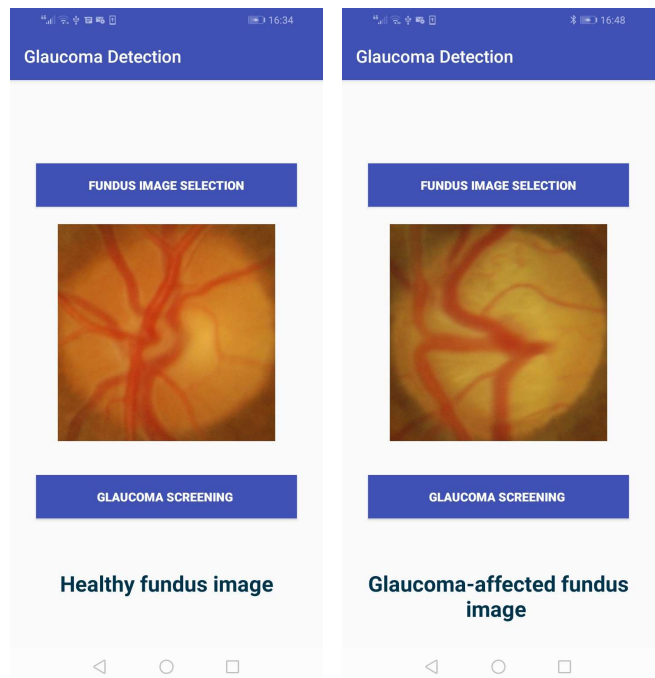 16:34
Glaucoma Detection
FUNDUS IMAGE SELECTION
GLAUCOMA SCREENING
Healthy fundus image
16:48
Glaucoma Detection
FUNDUS IMAGE SELECTION
GLAUCOMA SCREENING
Glaucoma-affected fundus
image